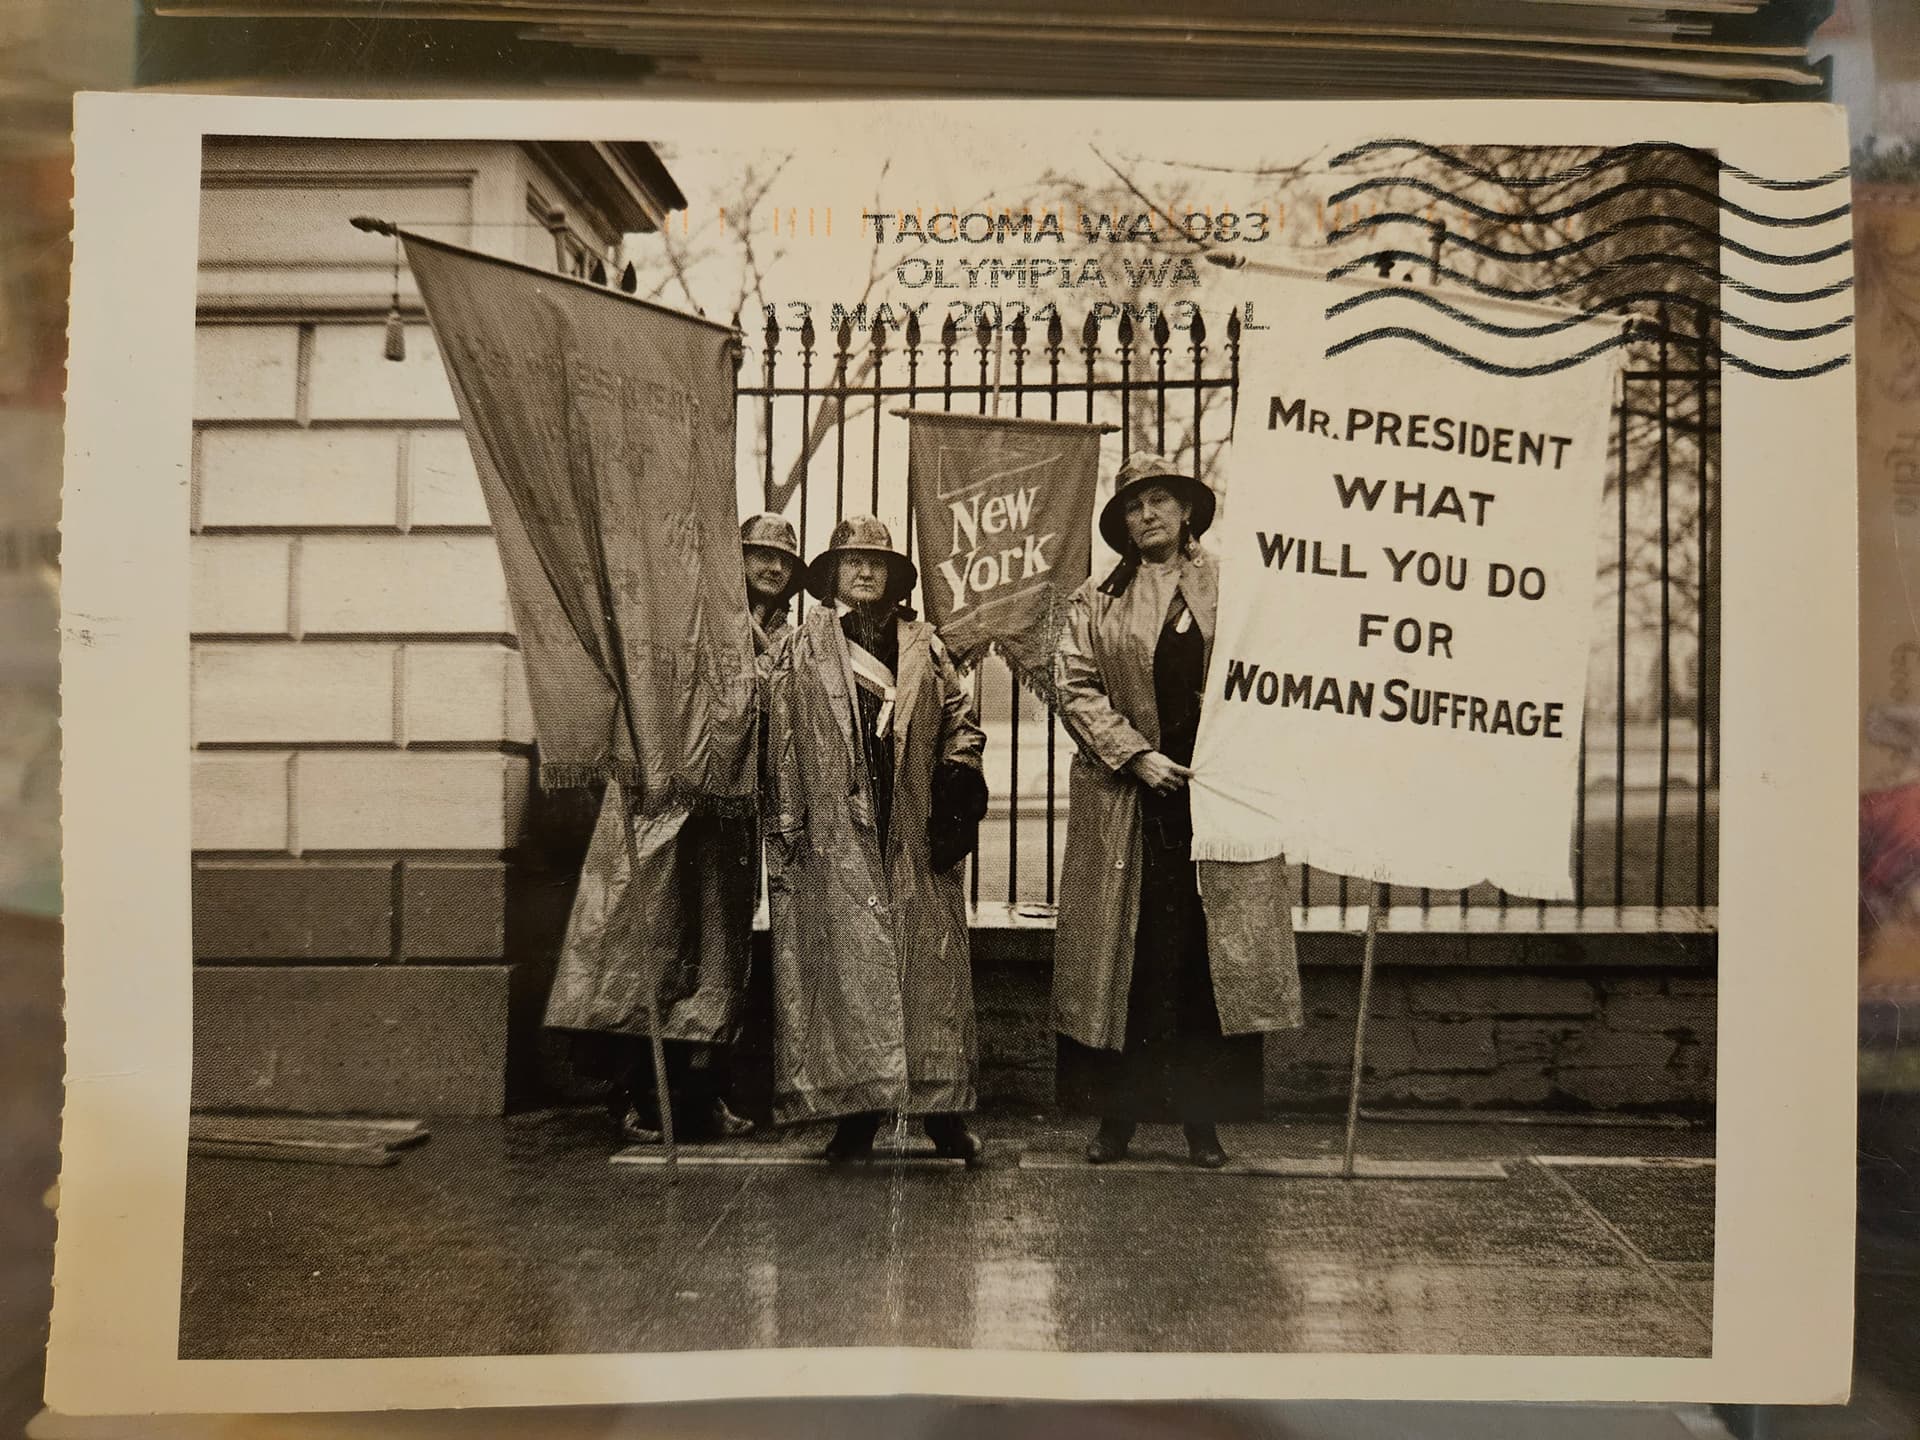 TACOMA WA 983
OLYMPIA WA
13 MAY 2024 PM 3 L
New
York
MR. PRESIDENT
WHAT
WILL YOU DO
FOR
WOMAN SUFFRAGE